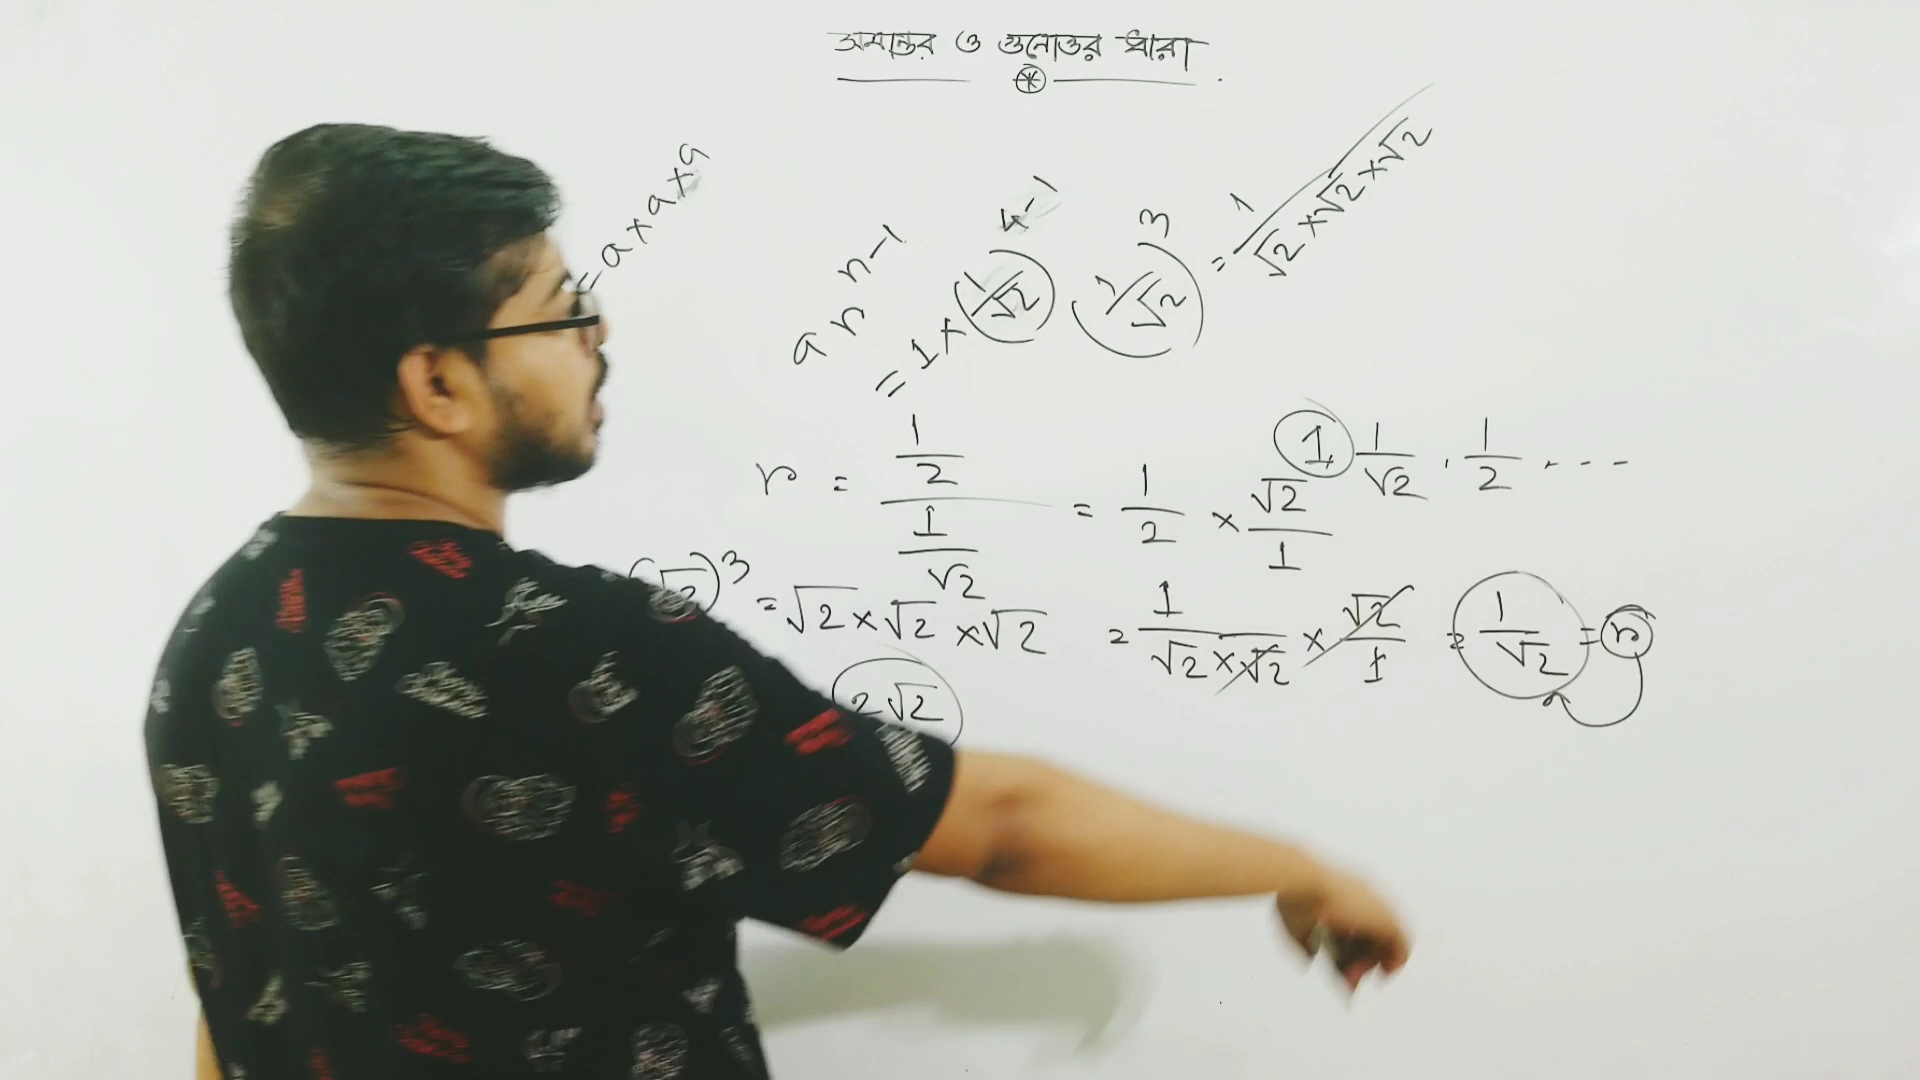 সমান্তর ও গুনোত্তর ধারা
= a × a × a
a r^{n-1}
= 1 × (1/√2)^{4-1} (1/√2)^3 = 1/(√2 × √2 × √2)
1, 1/√2, 1/2, ...
r = (1/2)/(1/√2) = 1/2 × √2/1
= 1/(√2 × √2) × √2/1 = 1/√2 = r
(√2)^3 = √2 × √2 × √2
2√2